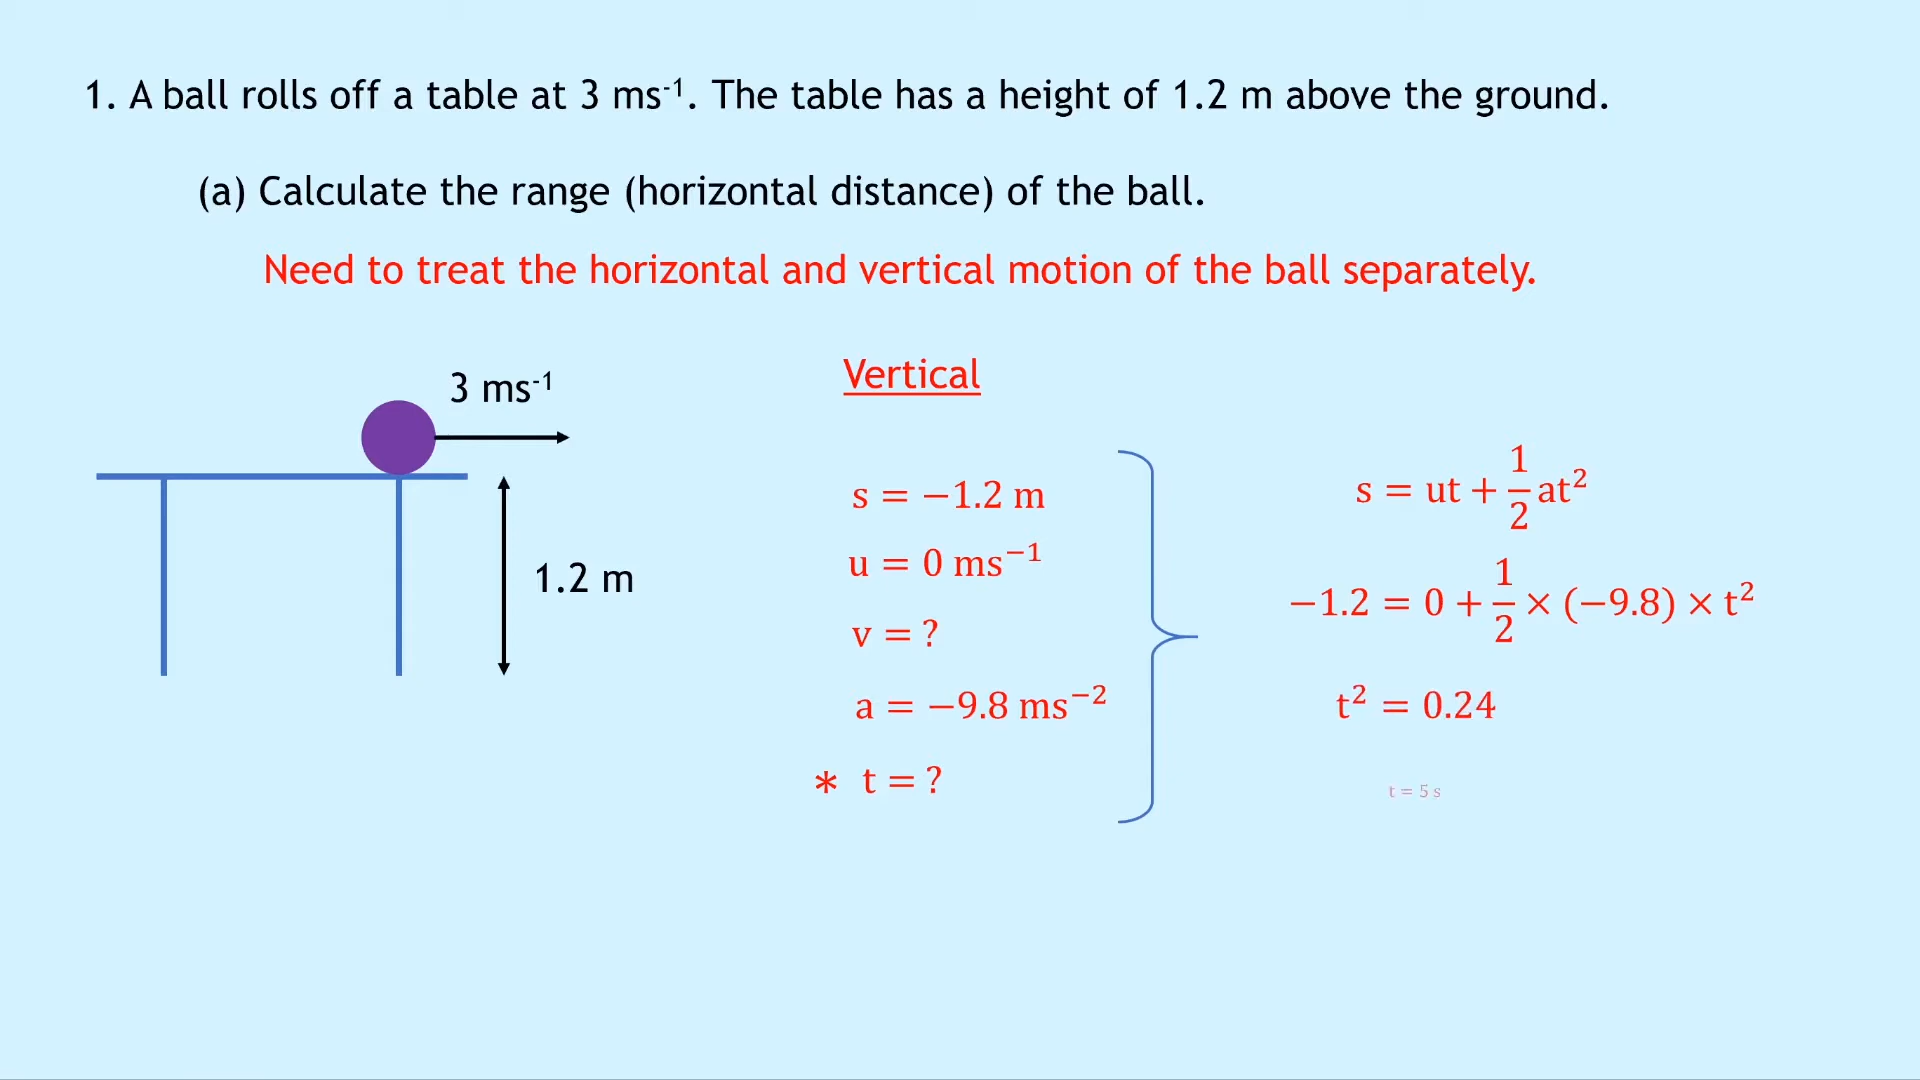 1. A ball rolls off a table at 3 ms⁻¹. The table has a height of 1.2 m above the ground.
(a) Calculate the range (horizontal distance) of the ball.
Need to treat the horizontal and vertical motion of the ball separately.
3 ms⁻¹
1.2 m
Vertical
s = −1.2 m
u = 0 ms⁻¹
v = ?
a = −9.8 ms⁻²
* t = ?
s = ut + 1/2 at²
−1.2 = 0 + 1/2 × (−9.8) × t²
t² = 0.24
t = 5 s